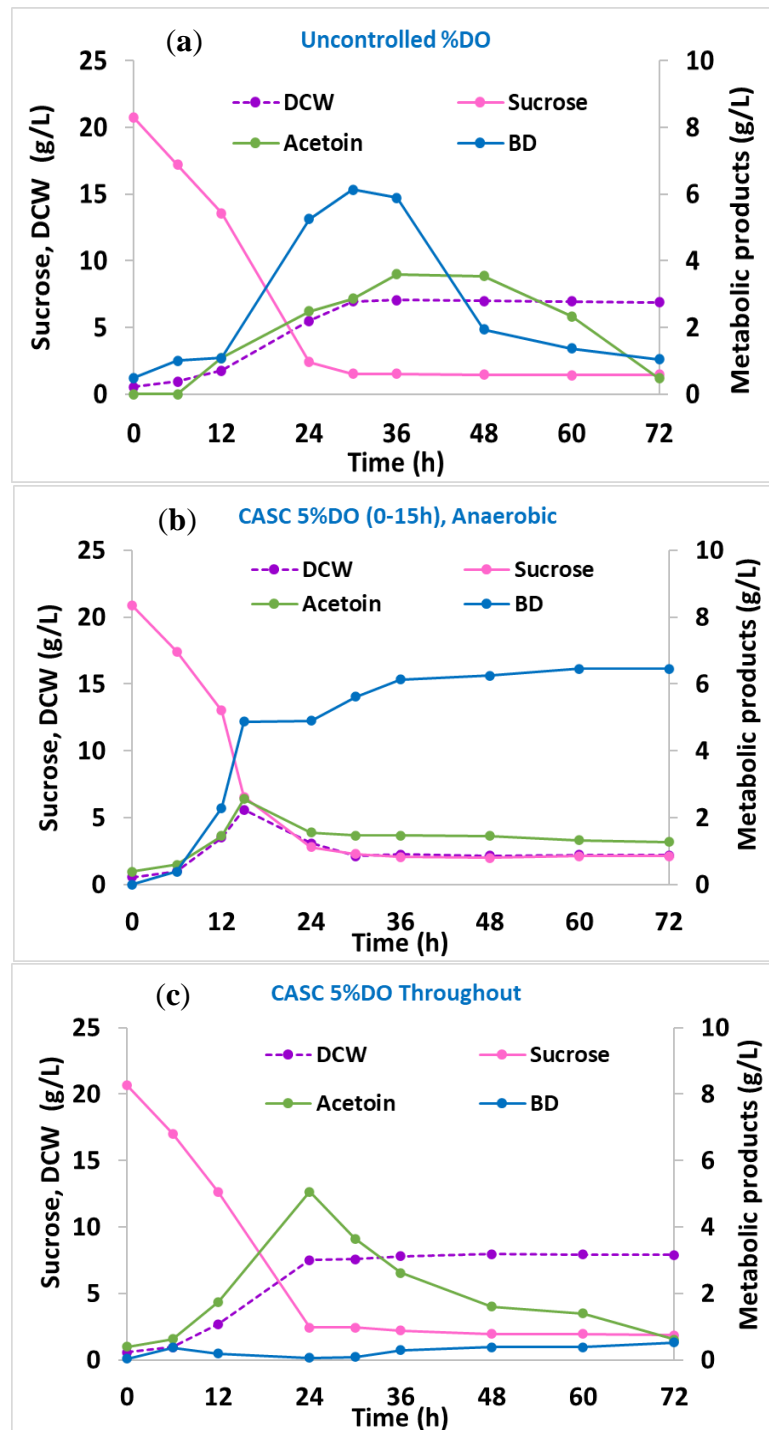 (a)
Uncontrolled %DO
25
20
15
10
5
0
Sucrose, DCW (g/L)
DCW
Sucrose
Acetoin
BD
10
8
6
4
2
0
Metabolic products (g/L)
0 12 24 36 48 60 72
Time (h)
(b)
CASC 5%DO (0-15h), Anaerobic
25
20
15
10
5
0
Sucrose, DCW (g/L)
DCW
Sucrose
Acetoin
BD
10
8
6
4
2
0
Metabolic products (g/L)
0 12 24 36 48 60 72
Time (h)
(c)
CASC 5%DO Throughout
25
20
15
10
5
0
Sucrose, DCW (g/L)
DCW
Sucrose
Acetoin
BD
10
8
6
4
2
0
Metabolic products (g/L)
0 12 24 36 48 60 72
Time (h)